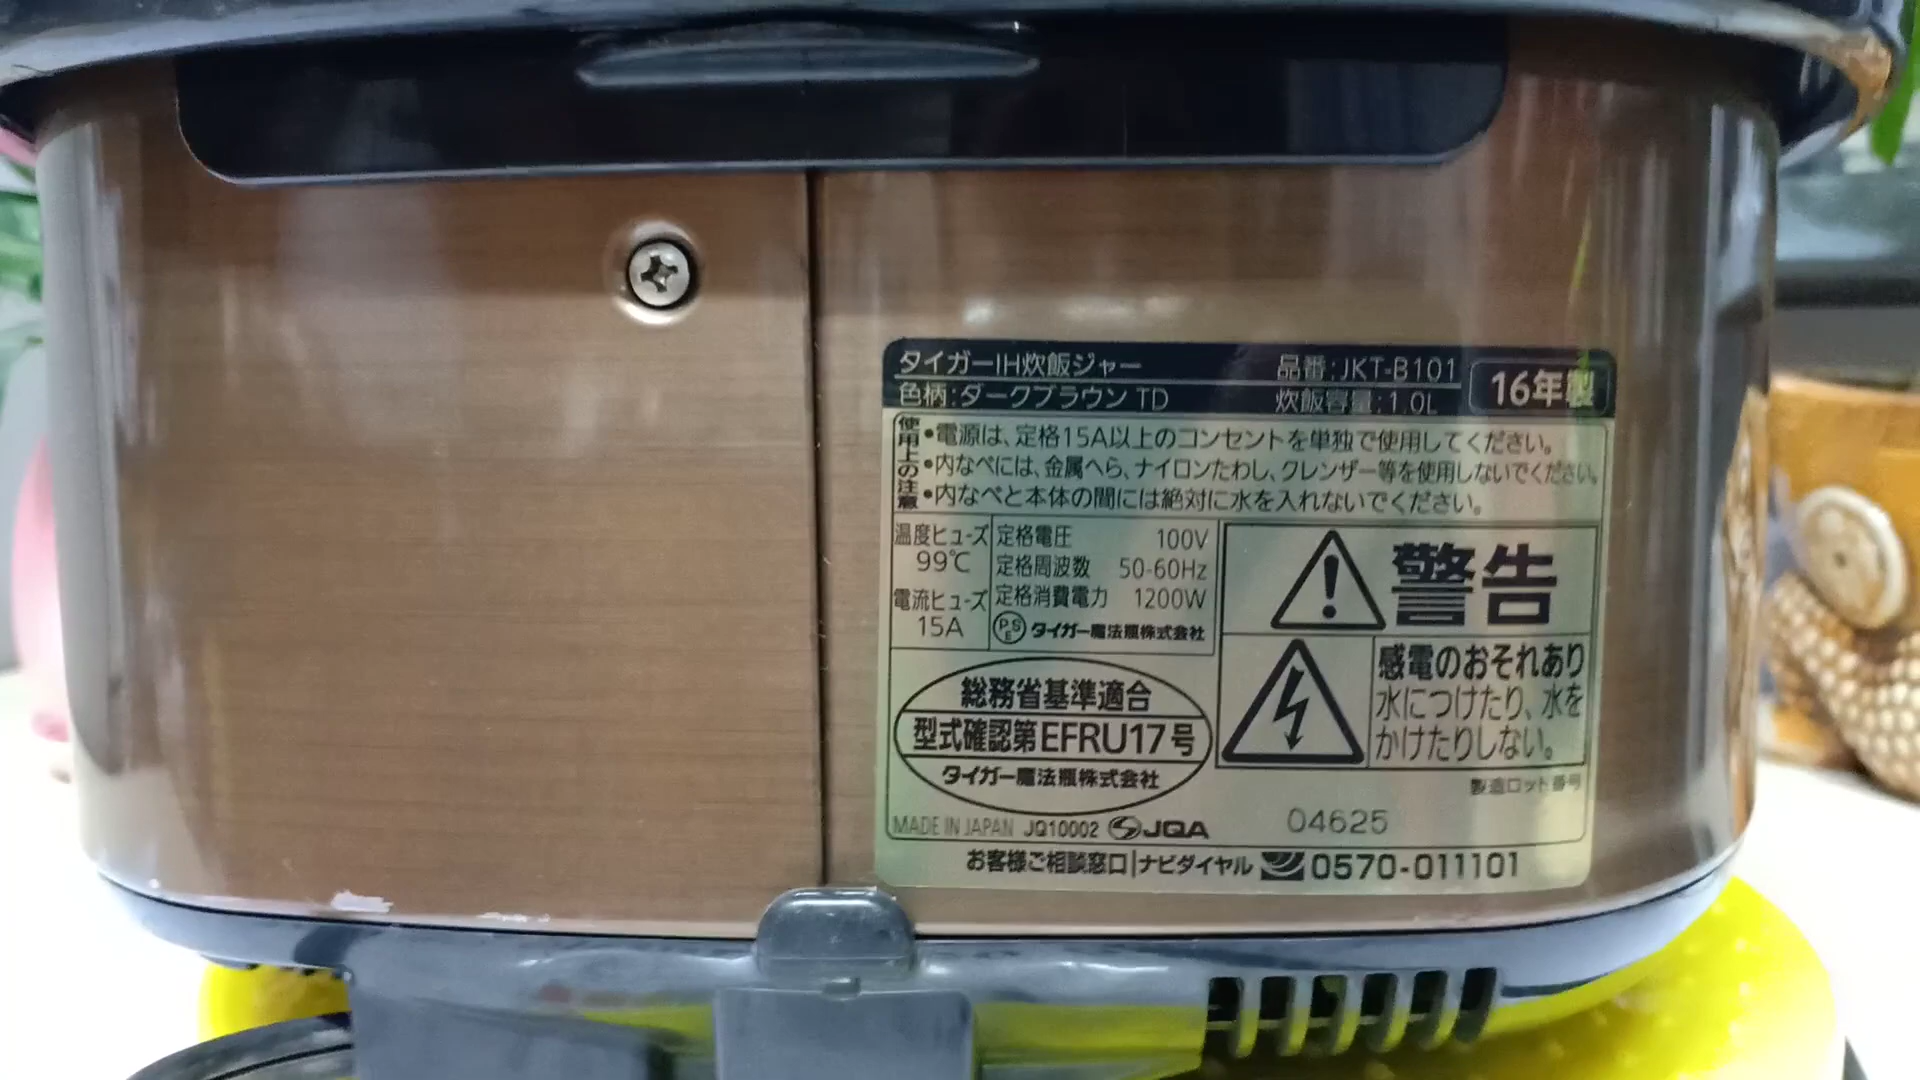 タイガーIH炊飯ジャー 品番:JKT-B101 16年製
色柄:ダークブラウン TD 炊飯容量:1.0L
使用上の注意
•電源は、定格15A以上のコンセントを単独で使用してください。
•内なべには、金属へら、ナイロンたわし、クレンザー等を使用しないでください。
•内なべと本体の間には絶対に水を入れないでください。
温度ヒューズ
99℃
電流ヒューズ
15A
定格電圧 100V
定格周波数 50-60Hz
定格消費電力 1200W
PSE タイガー魔法瓶株式会社
警告
感電のおそれあり
水につけたり、水を
かけたりしない。
総務省基準適合
型式確認第EFRU17号
タイガー魔法瓶株式会社
製造ロット番号
MADE IN JAPAN JQ10002 JQA 04625
お客様ご相談窓口|ナビダイヤル 0570-011101